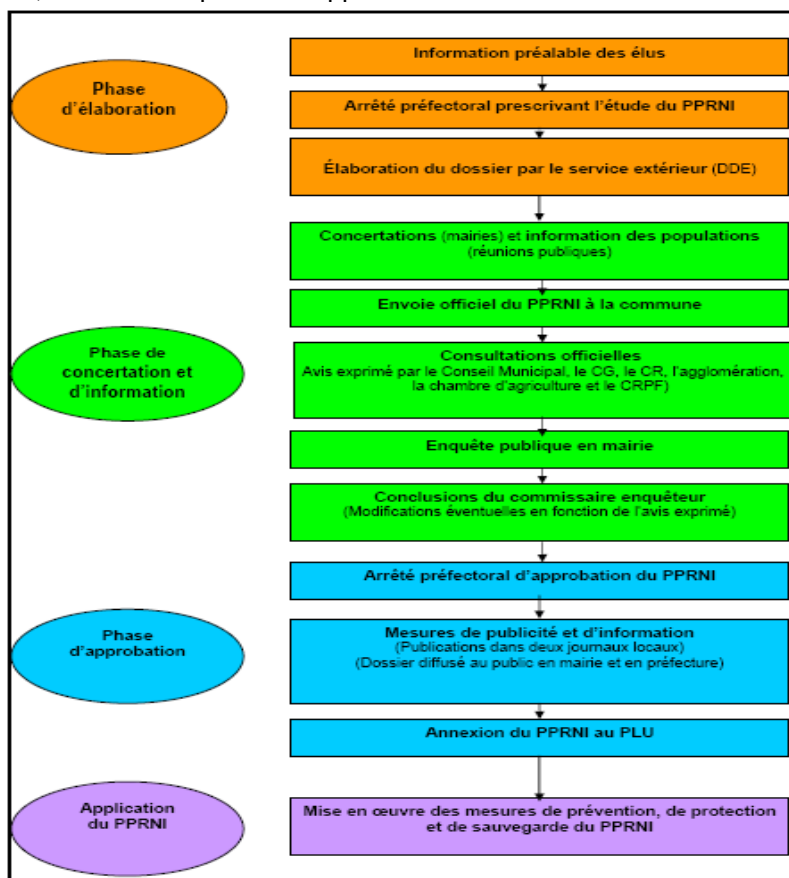 Phase
d'élaboration
Information préalable des élus
Arrêté préfectoral prescrivant l'étude du PPRNI
Élaboration du dossier par le service extérieur (DDE)
Phase de
concertation et
d'information
Concertations (mairies) et information des populations
(réunions publiques)
Envoie officiel du PPRNI à la commune
Consultations officielles
Avis exprimé par le Conseil Municipal, le CG, le CR, l'agglomération,
la chambre d'agriculture et le CRPF)
Enquête publique en mairie
Conclusions du commissaire enquêteur
(Modifications éventuelles en fonction de l'avis exprimé)
Phase
d'approbation
Arrêté préfectoral d'approbation du PPRNI
Mesures de publicité et d'information
(Publications dans deux journaux locaux)
(Dossier diffusé au public en mairie et en préfecture)
Annexion du PPRNI au PLU
Application
du PPRNI
Mise en œuvre des mesures de prévention, de protection
et de sauvegarde du PPRNI